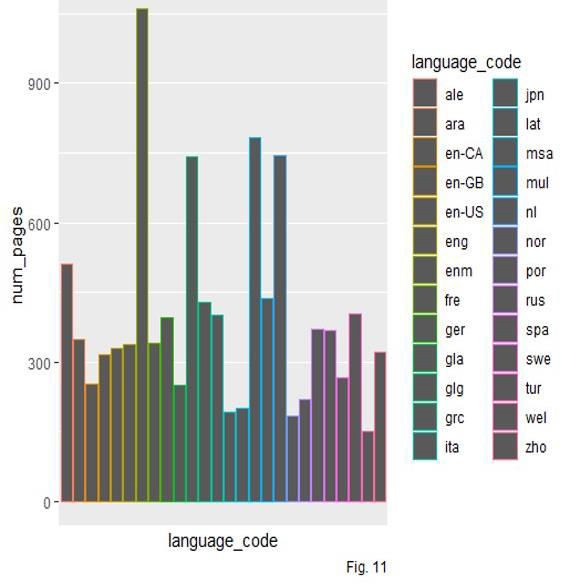 900
600
300
0
num_pages
language_code
language_code
ale
ara
en-CA
en-GB
en-US
eng
enm
fre
ger
gla
glg
grc
ita
jpn
lat
msa
mul
nl
nor
por
rus
spa
swe
tur
wel
zho
Fig. 11